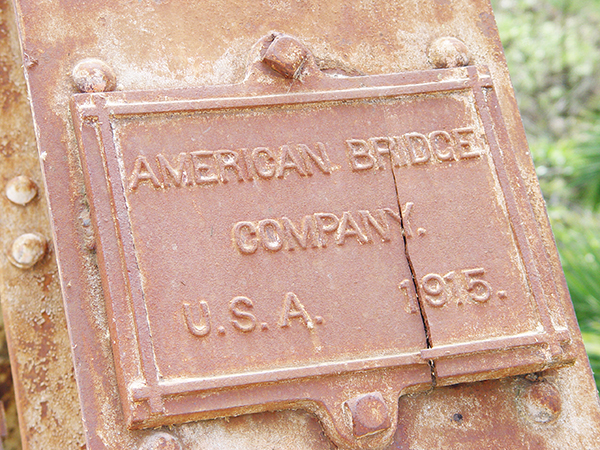 AMERICAN BRIDGE
COMPANY.
U.S.A. 1915.